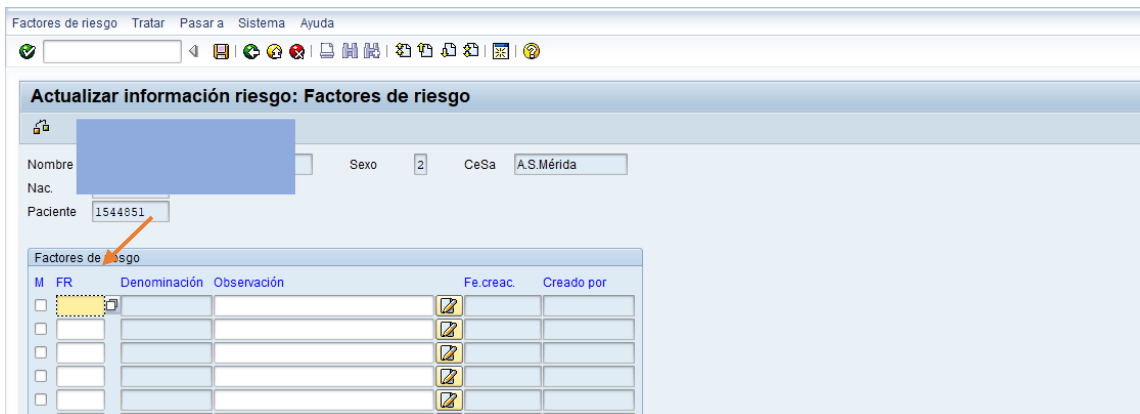 Factores de riesgo Tratar Pasar a Sistema Ayuda
Actualizar información riesgo: Factores de riesgo
Nombre Sexo 2 CeSa A.S.Mérida
Nac.
Paciente 1544851
Factores de riesgo
M FR Denominación Observación Fe.creac. Creado por